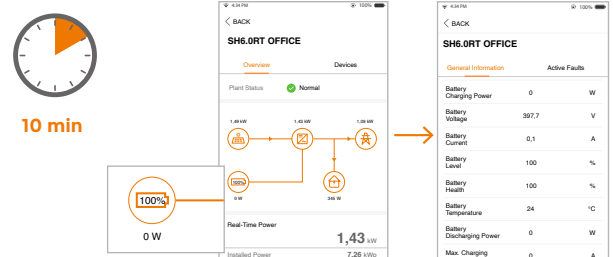 10 min
4:34 PM 100%
BACK
SH6.0RT OFFICE
Overview Devices
Plant Status Normal
1,49 kW 1,43 kW 1,09 kW
100%
0 W 345 W
100%
0 W
Real-Time Power
1,43 kW
Installed Power 7.26 kWp
4:34 PM 100%
BACK
SH6.0RT OFFICE
General Information Active Faults
Battery Charging Power 0 W
Battery Voltage 397,7 V
Battery Current 0,1 A
Battery Level 100 %
Battery Health 100 %
Battery Temperature 24 °C
Battery Discharging Power 0 W
Max. Charging 0 A